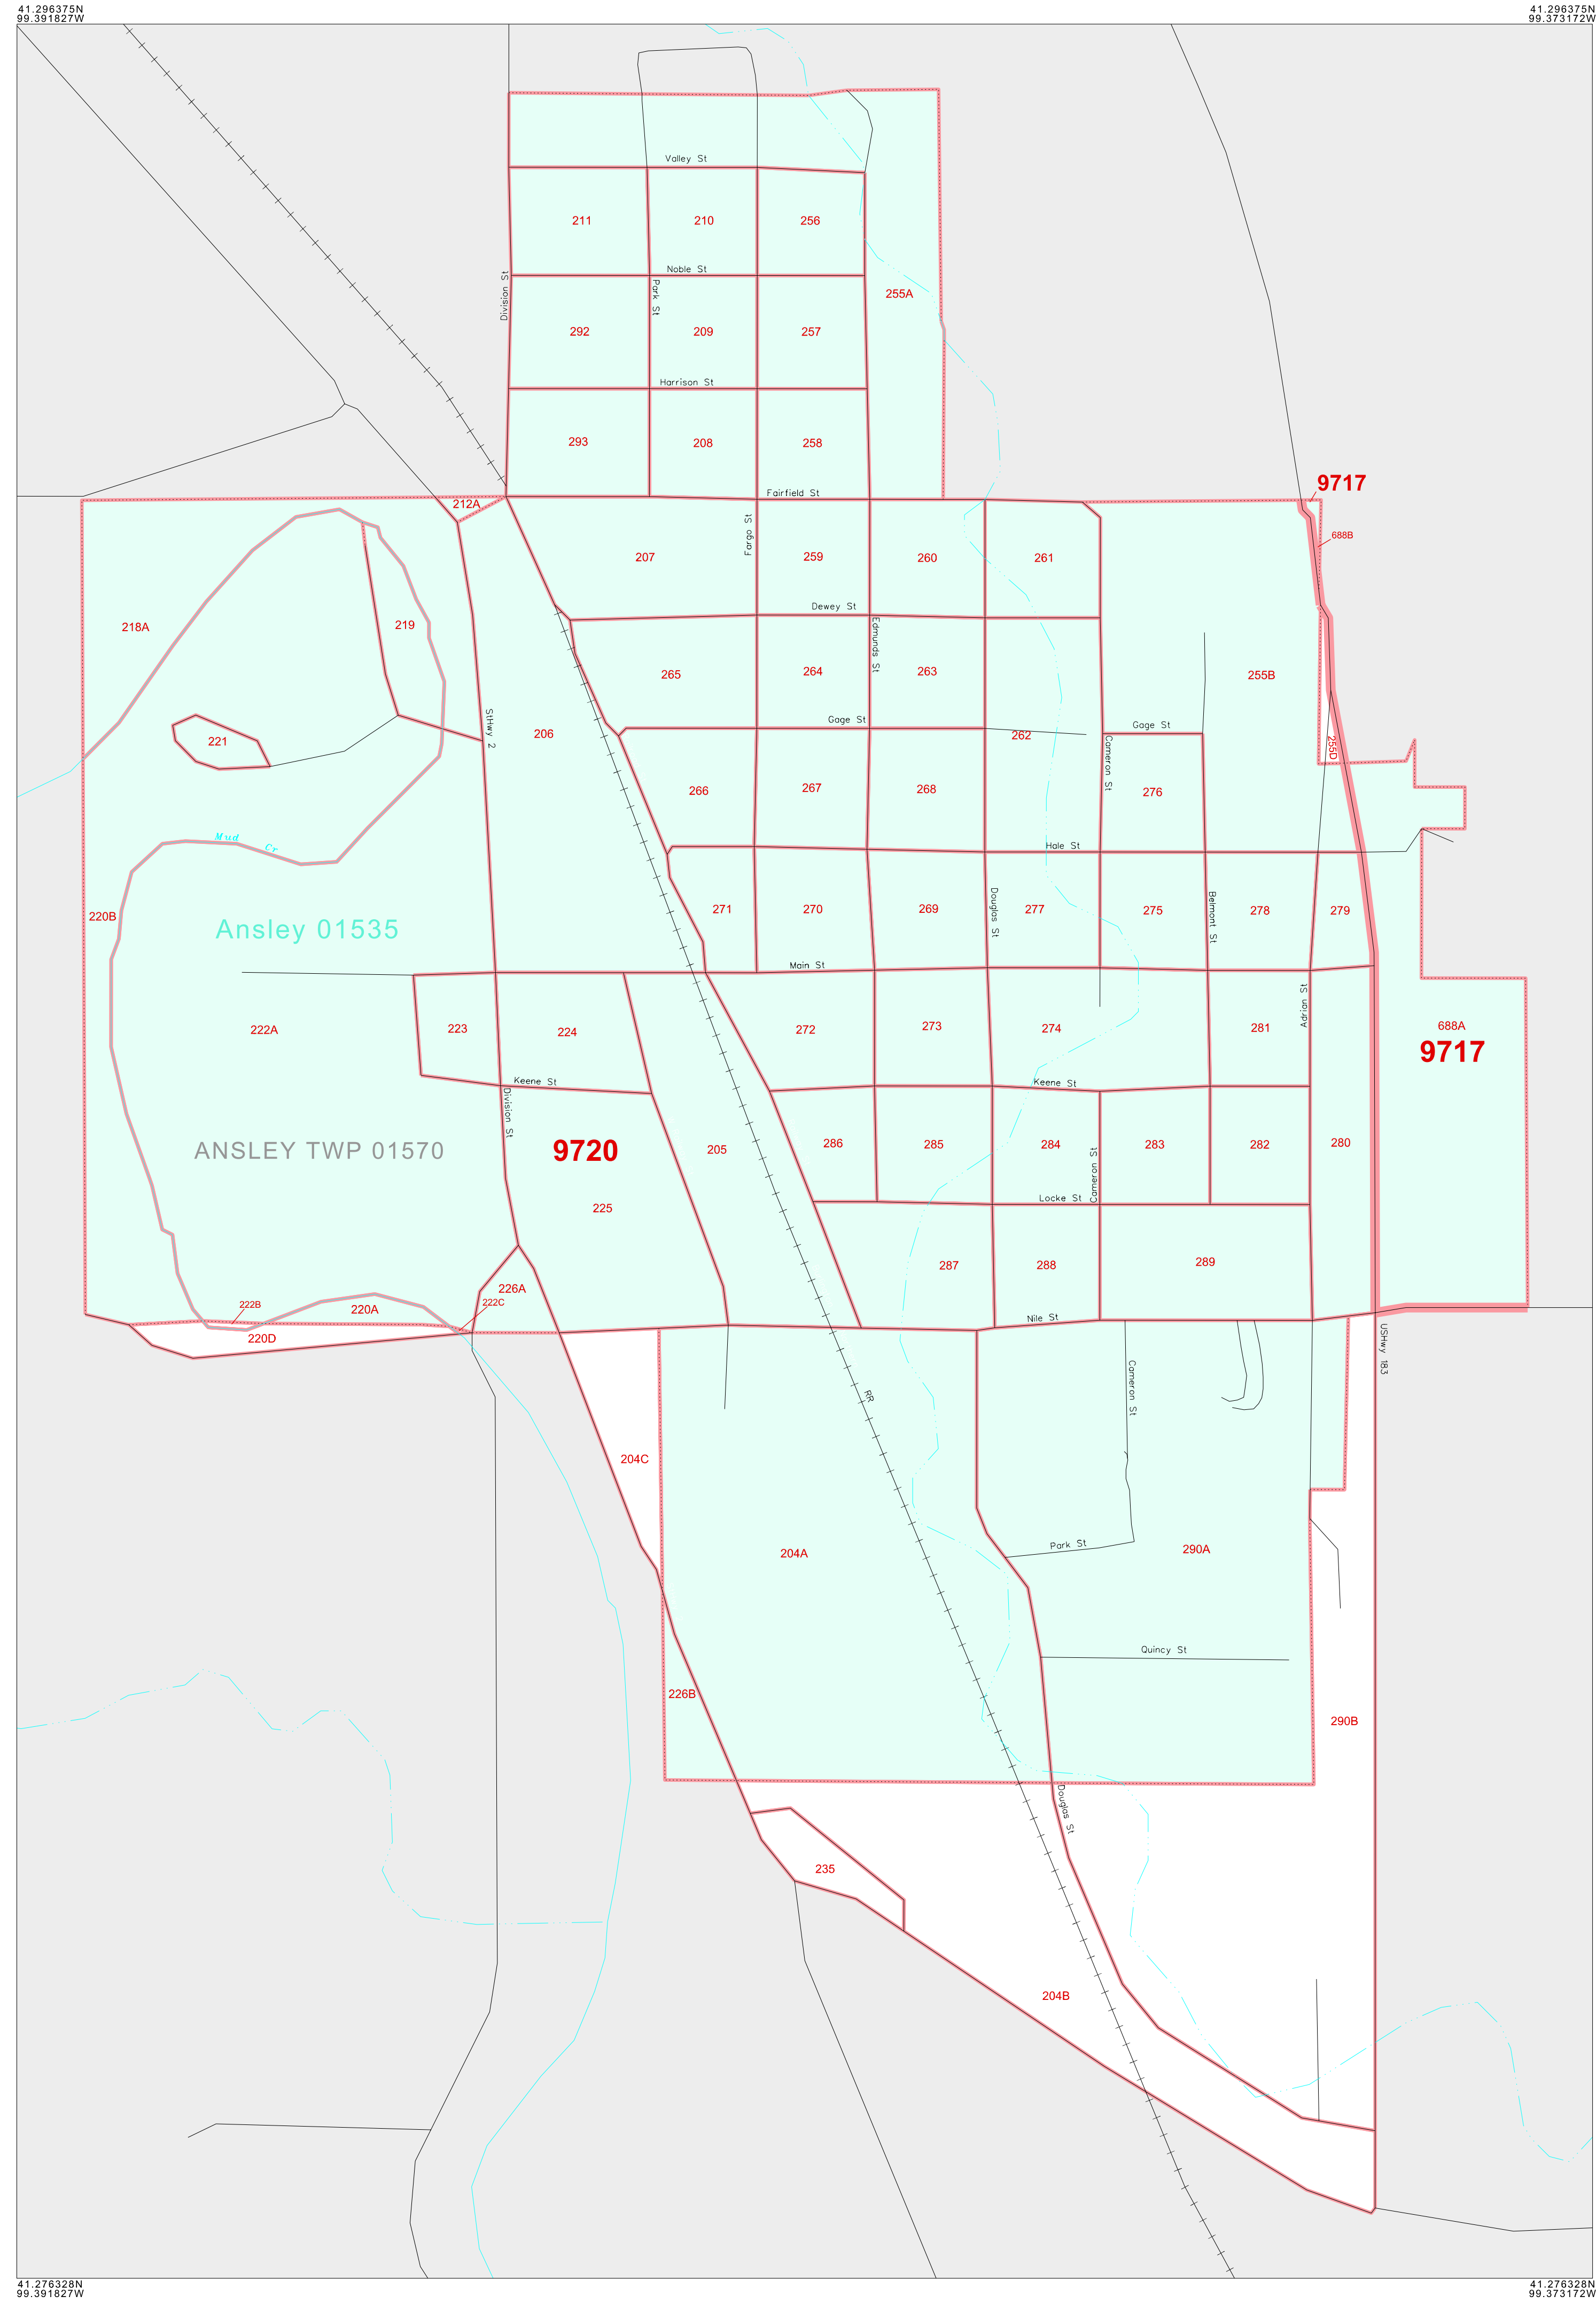 41.296375N
99.391827W
41.296375N
99.373172W
Valley St
211
210
256
Noble St
Division St
Park St
255A
292
209
257
Harrison St
293
208
258
9717
Fairfield St
212A
Fargo St
688B
207
259
260
261
Dewey St
218A
219
Edmunds St
265
264
263
255B
StHwy 2
Gage St
Gage St
206
262
221
255D
Cameron St
266
267
268
276
Mud Cr
Hale St
220B
271
270
269
Douglas St
277
275
Belmont St
278
279
Ansley 01535
Main St
Adrian St
222A
223
224
272
273
274
281
688A
9717
Keene St
Keene St
Division St
ANSLEY TWP 01570
9720
205
286
285
284
Cameron St
283
282
280
Locke St
225
287
288
289
226A
222B
220A
222C
220D
Nile St
USHwy 183
Cameron St
RR
204C
204A
Park St
290A
Quincy St
226B
290B
Douglas St
235
204B
41.276328N
99.391827W
41.276328N
99.373172W